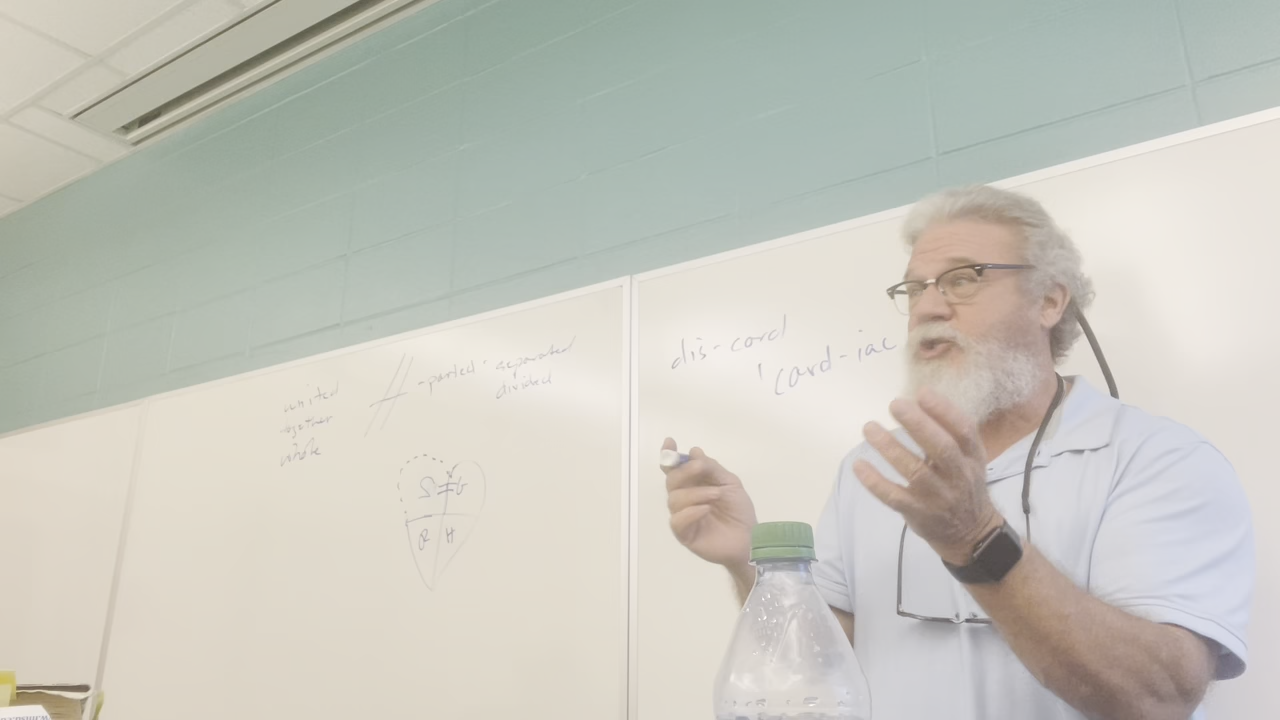 united
together
whole
-parted- separated
divided
S G
R H
dis-cord
'card-iac